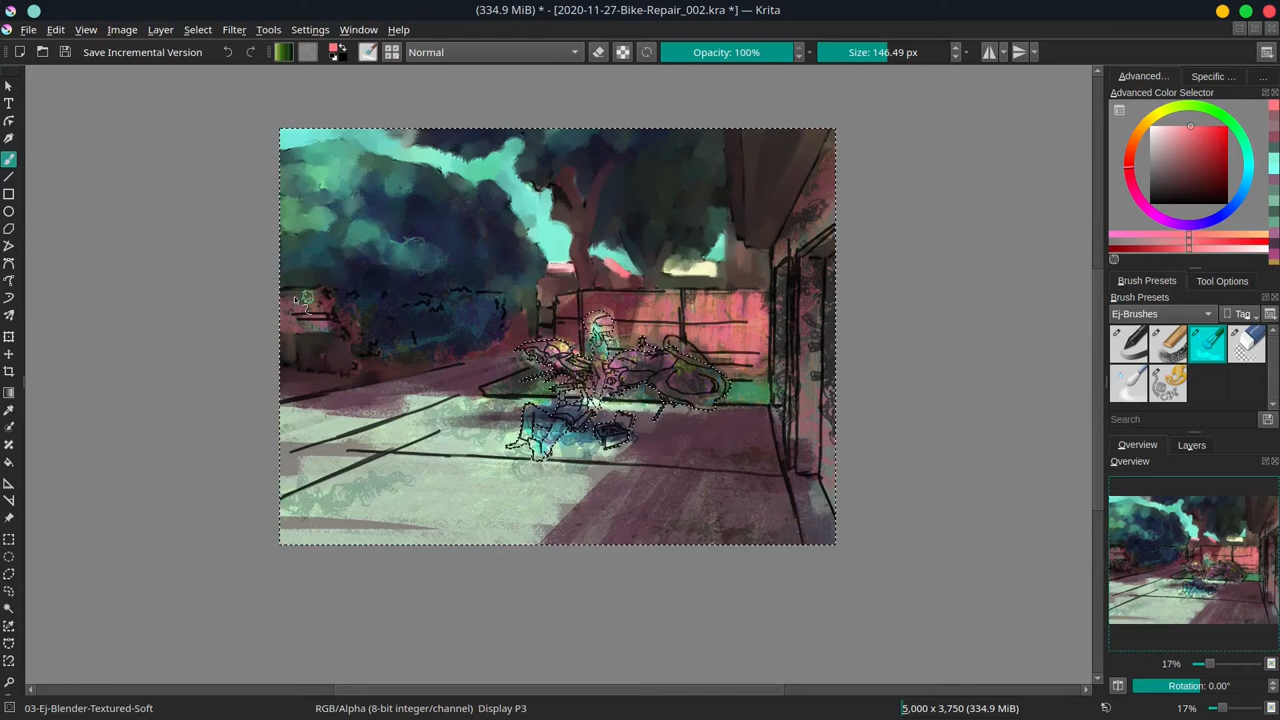 (334.9 MiB) * - [2020-11-27-Bike-Repair_002.kra *] — Krita
File Edit View Image Layer Select Filter Tools Settings Window Help
Save Incremental Version Normal Opacity: 100% Size: 146.49 px
Advanced... Specific ... ...
Advanced Color Selector
Brush Presets Tool Options
Brush Presets
Ej-Brushes Tag
Search
Overview Layers
Overview
17%
Rotation: 0.00°
03-Ej-Blender-Textured-Soft RGB/Alpha (8-bit integer/channel) Display P3 5,000 x 3,750 (334.9 MiB) 17%